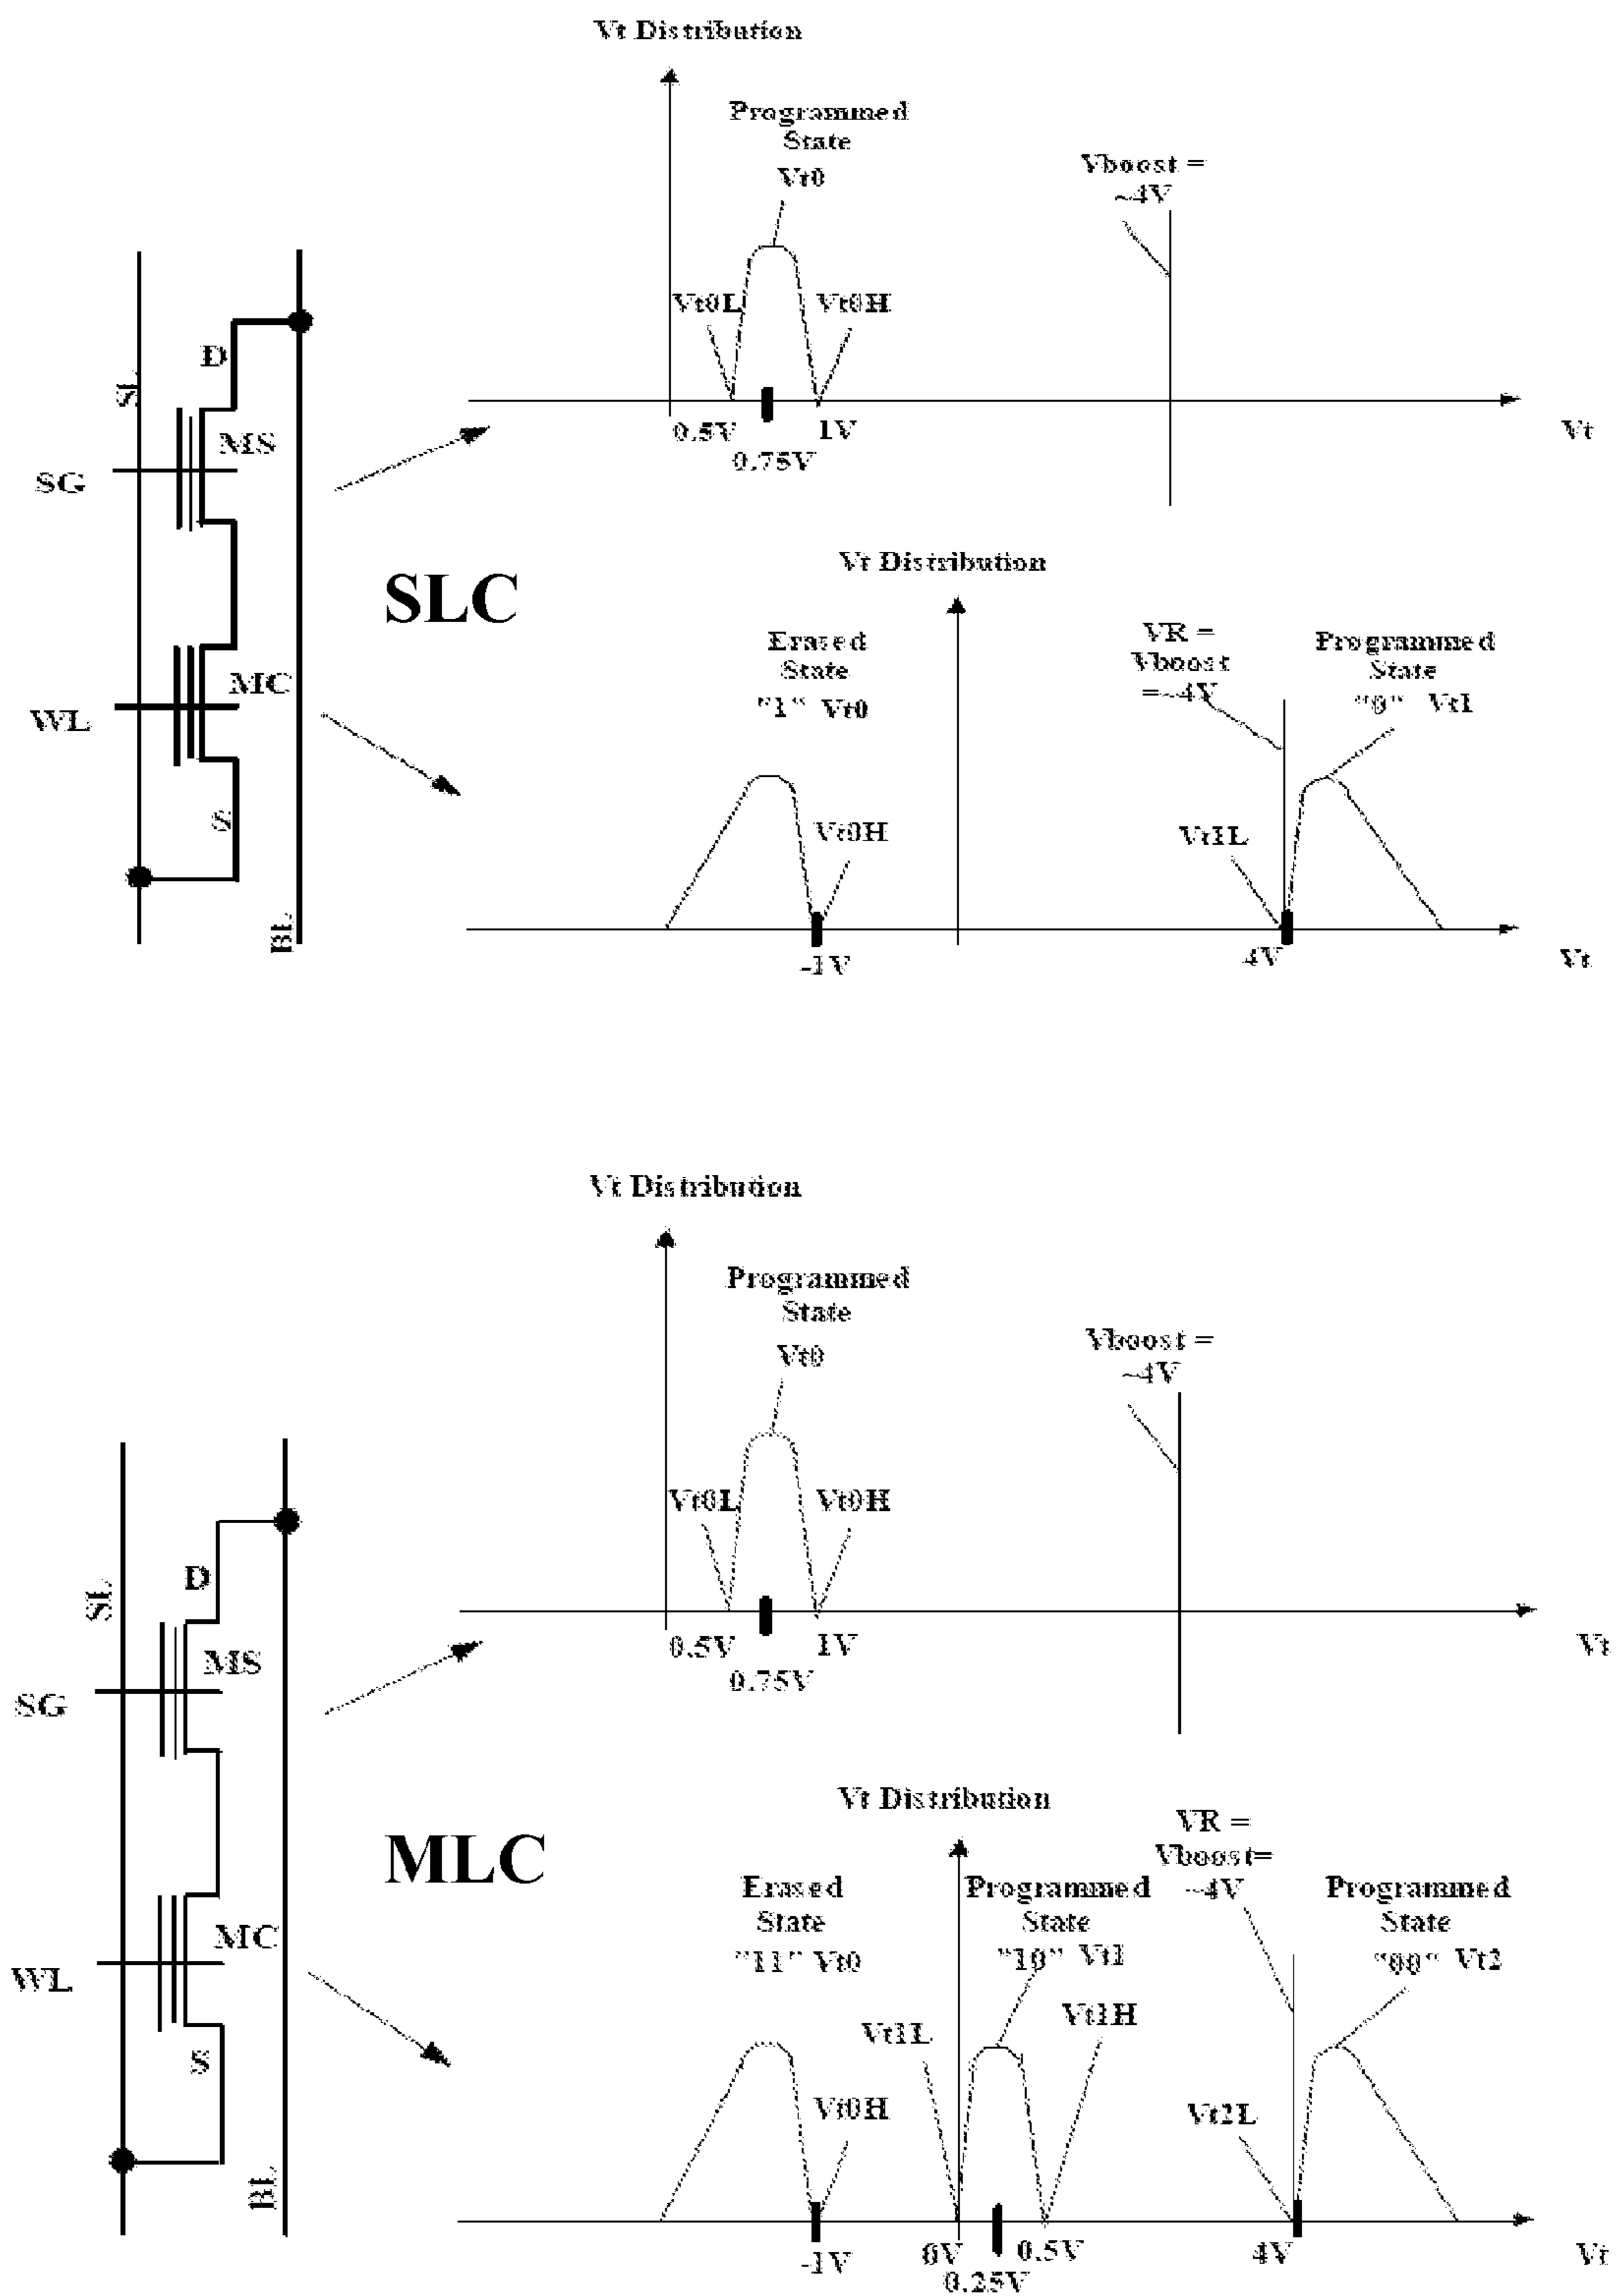 Vt Distribution
Programmed
State
Vt0
Vboost =
~4V
Vt0L
Vt0H
D
SL
MS
SG
0.5V
1V
0.75V
Vt
SLC
Vt Distribution
Erased
State
"1" Vt0
VR =
Vboost
=~4V
Programmed
State
"0" Vt1
MC
WL
Vt0H
Vt1L
S
BL
-1V
4V
Vt
Vt Distribution
Programmed
State
Vt0
Vboost =
~4V
Vt0L
Vt0H
D
SL
MS
SG
0.5V
1V
0.75V
Vt
MLC
Vt Distribution
Erased
State
"11" Vt0
Programmed
State
"10" Vt1
VR =
Vboost=
~4V
Programmed
State
"00" Vt2
MC
WL
Vt1L
Vt1H
S
Vt0H
Vt2L
BL
-1V
0V
0.5V
0.25V
4V
Vt